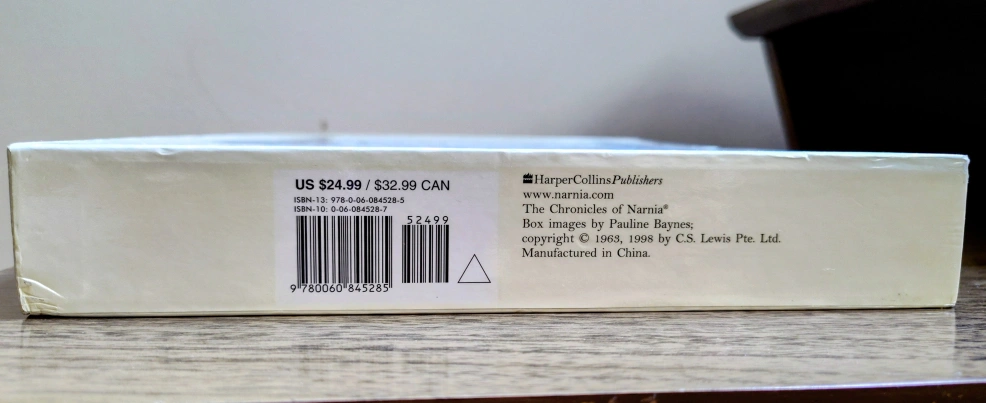 US $24.99 / $32.99 CAN
ISBN-13: 978-0-06-084528-5
ISBN-10: 0-06-084528-7
52499
9 780060 845285
HarperCollinsPublishers
www.narnia.com
The Chronicles of Narnia®
Box images by Pauline Baynes;
copyright © 1963, 1998 by C.S. Lewis Pte. Ltd.
Manufactured in China.